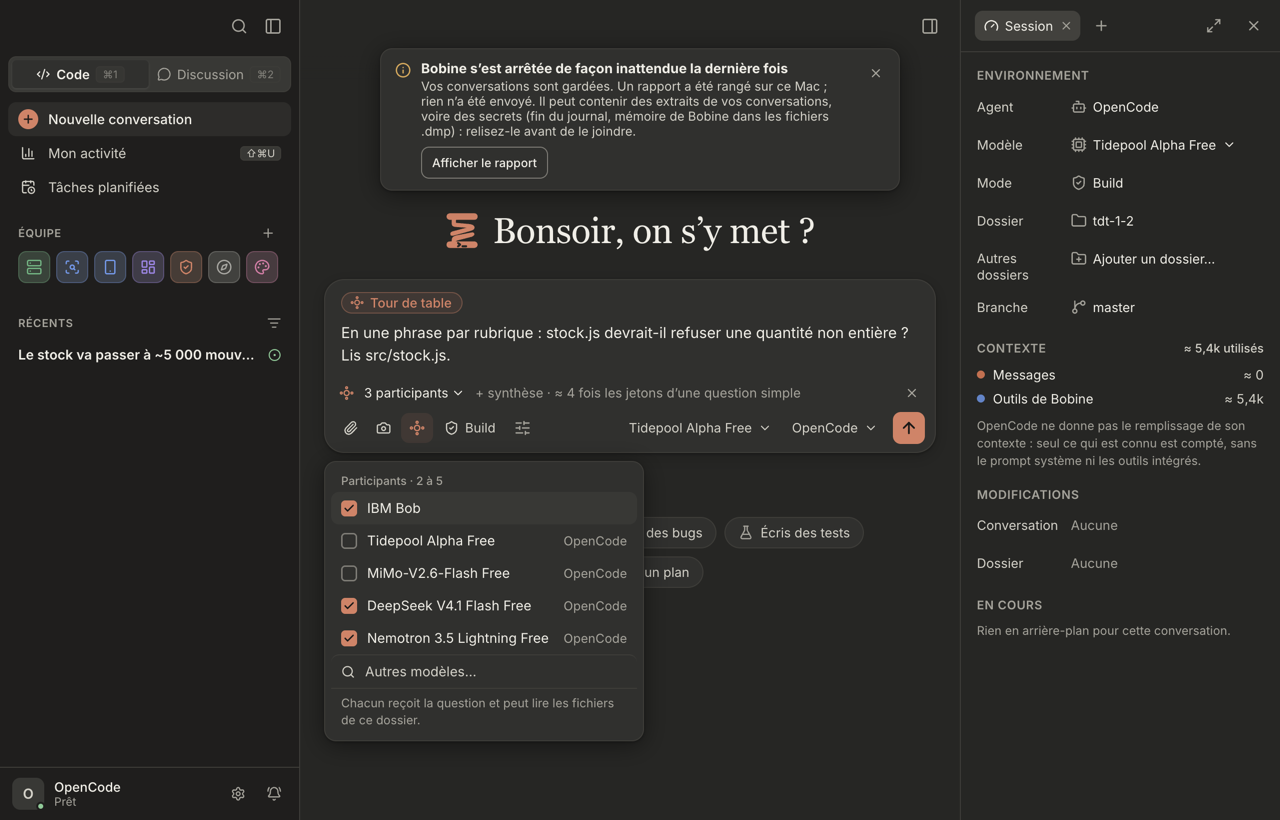 Code ⌘1
Discussion ⌘2
Nouvelle conversation
Mon activité ⇧⌘U
Tâches planifiées
ÉQUIPE
RÉCENTS
Le stock va passer à ~5 000 mouv…
OpenCode
Prêt
Bobine s’est arrêtée de façon inattendue la dernière fois
Vos conversations sont gardées. Un rapport a été rangé sur ce Mac ;
rien n’a été envoyé. Il peut contenir des extraits de vos conversations,
voire des secrets (fin du journal, mémoire de Bobine dans les fichiers
.dmp) : relisez-le avant de le joindre.
Afficher le rapport
Bonsoir, on s’y met ?
Tour de table
En une phrase par rubrique : stock.js devrait-il refuser une quantité non entière ?
Lis src/stock.js.
3 participants + synthèse · ≈ 4 fois les jetons d’une question simple
Build Tidepool Alpha Free OpenCode
Participants · 2 à 5
IBM Bob
Tidepool Alpha Free OpenCode
MiMo-V2.6-Flash Free OpenCode
DeepSeek V4.1 Flash Free OpenCode
Nemotron 3.5 Lightning Free OpenCode
Autres modèles…
Chacun reçoit la question et peut lire les fichiers
de ce dossier.
des bugs
Écris des tests
un plan
Session
ENVIRONNEMENT
Agent OpenCode
Modèle Tidepool Alpha Free
Mode Build
Dossier tdt-1-2
Autres
dossiers
Ajouter un dossier…
Branche master
CONTEXTE ≈ 5,4k utilisés
Messages ≈ 0
Outils de Bobine ≈ 5,4k
OpenCode ne donne pas le remplissage de son
contexte : seul ce qui est connu est compté, sans
le prompt système ni les outils intégrés.
MODIFICATIONS
Conversation Aucune
Dossier Aucune
EN COURS
Rien en arrière-plan pour cette conversation.